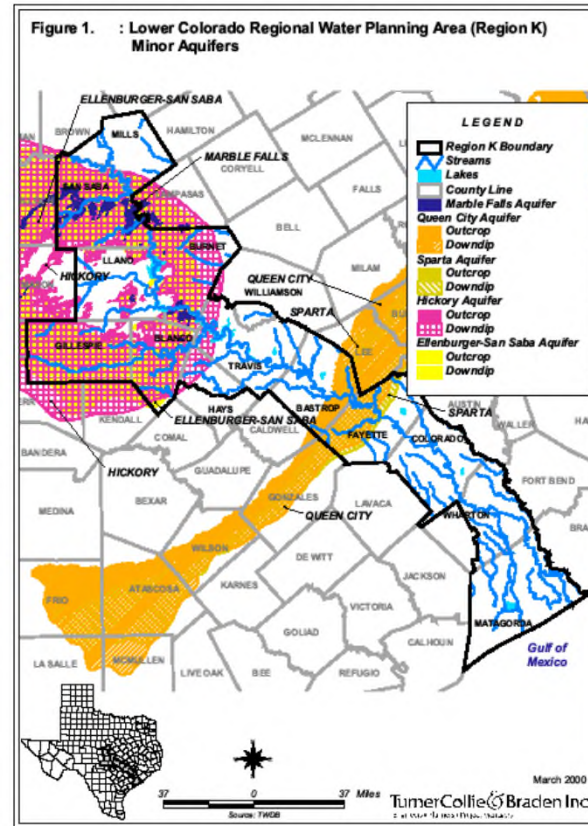 Figure 1. : Lower Colorado Regional Water Planning Area (Region K)
Minor Aquifers
ELLENBURGER-SAN SABA
BROWN
HAMILTON
MILLS
MCLENNAN
MARBLE FALLS
CORYELL
SAN SABA
FALLS
BELL
BURNET
LLANO
MILAM
HICKORY
QUEEN CITY
WILLIAMSON
SPARTA
LEE
GILLESPIE
BLANCO
TRAVIS
AUSTIN
SPARTA
KENDALL
HAYS
BASTROP
WALLER
ELLENBURGER-SAN SABA
COMAL
CALDWELL
FAYETTE
COLORADO
BANDERA
HICKORY
GUADALUPE
FORT BEND
MEDINA
BEXAR
GONZALES
LAVACA
QUEEN CITY
WHARTON
WILSON
DE WITT
KARNES
JACKSON
FRIO
ATASCOSA
VICTORIA
MATAGORDA
GOLIAD
CALHOUN
LA SALLE
MCMULLEN
LIVE OAK
BEE
REFUGIO
Gulf of
Mexico
LEGEND
Region K Boundary
Streams
Lakes
County Line
Marble Falls Aquifer
Queen City Aquifer
Outcrop
Downdip
Sparta Aquifer
Outcrop
Downdip
Hickory Aquifer
Outcrop
Downdip
Ellenburger-San Saba Aquifer
Outcrop
Downdip
37 0 37 Miles
Source: TWDB
March 2000
TurnerCollie&Braden Inc.